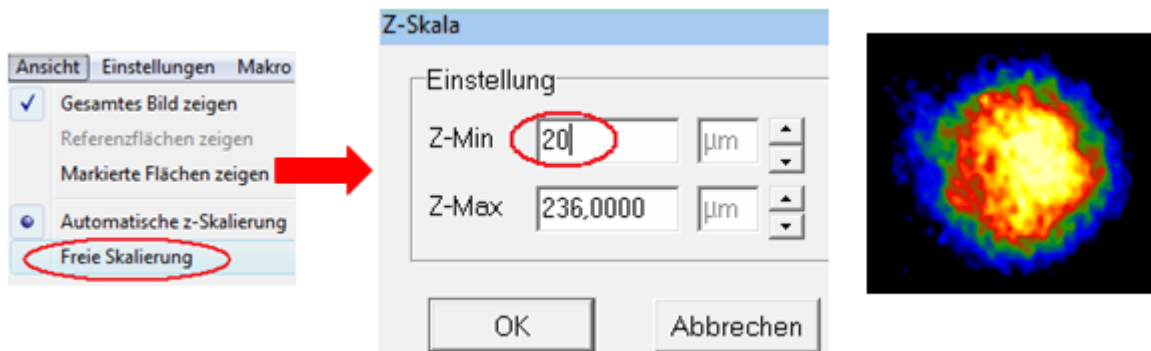 Ansicht Einstellungen Makro
Gesamtes Bild zeigen
Referenzflächen zeigen
Markierte Flächen zeigen
Automatische z-Skalierung
Freie Skalierung
Z-Skala
Einstellung
Z-Min 20 µm
Z-Max 236,0000 µm
OK Abbrechen